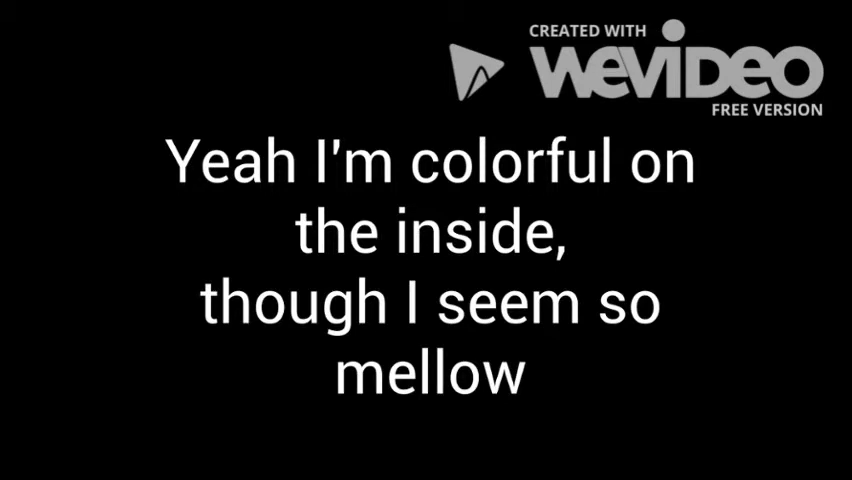 CREATED WITH
WEVIDEO
FREE VERSION
Yeah I'm colorful on
the inside,
though I seem so
mellow